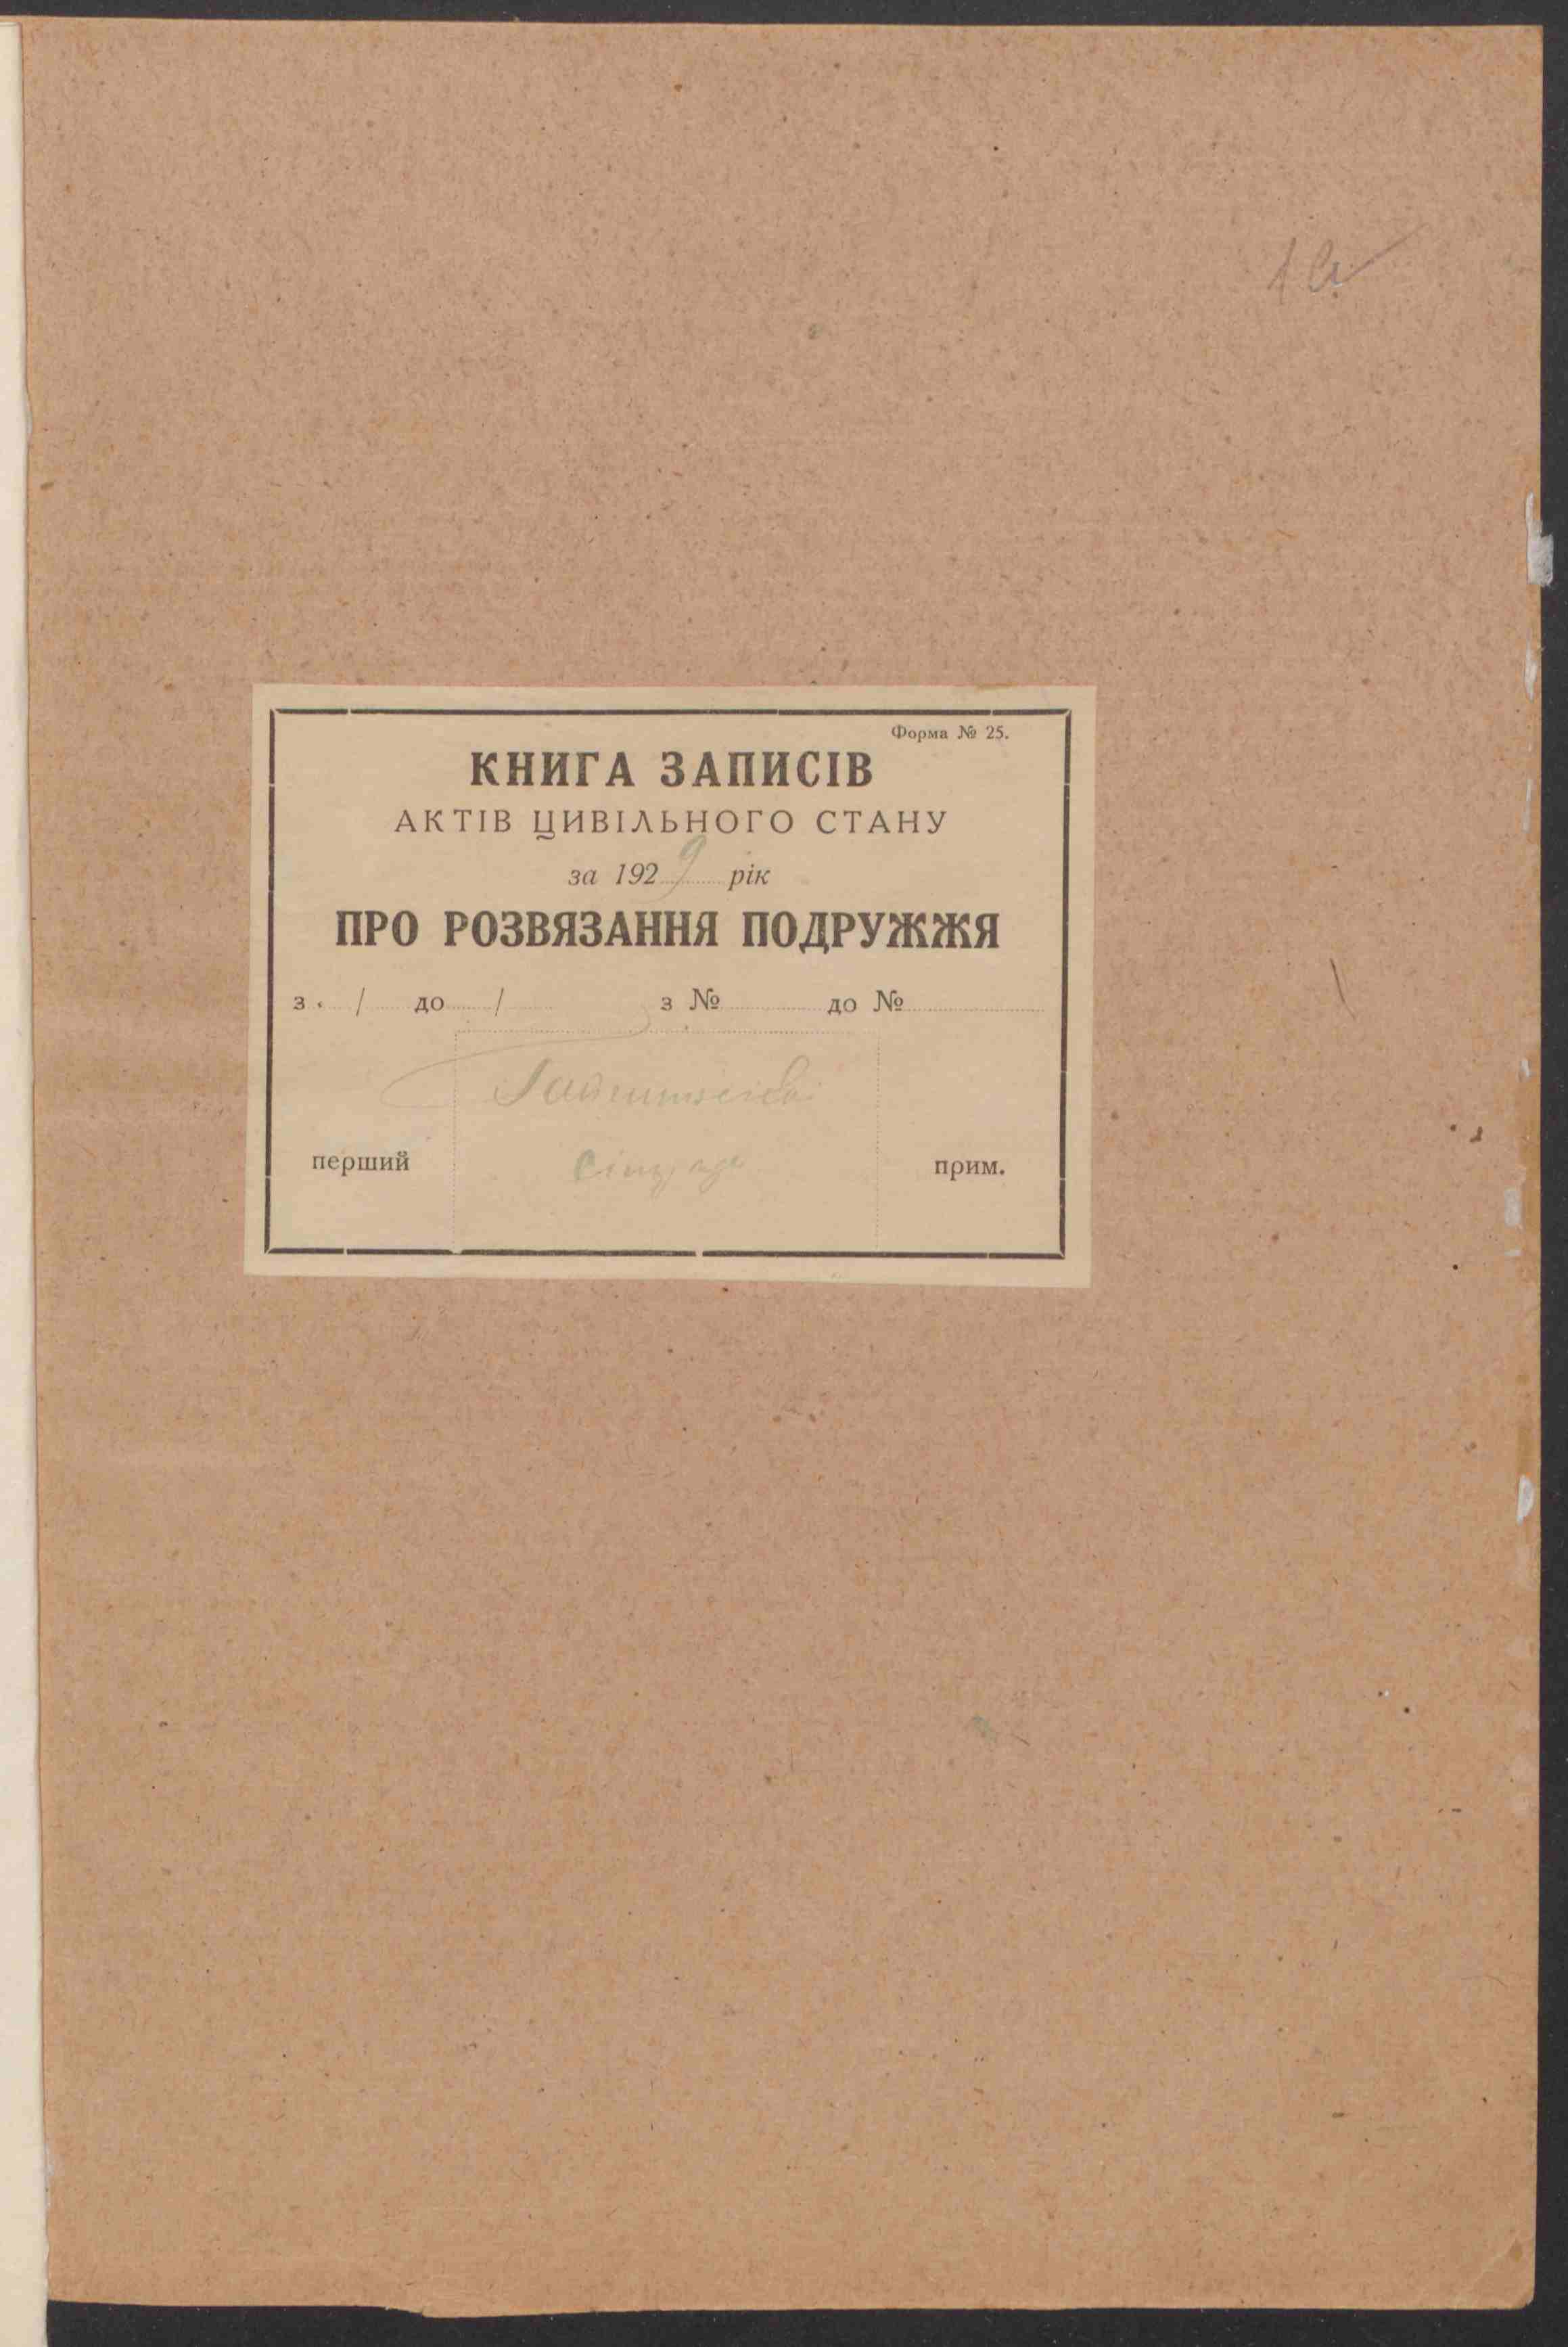 1а
Форма № 25.
КНИГА ЗАПИСІВ
АКТІВ ЦИВІЛЬНОГО СТАНУ
за 1929 рік
ПРО РОЗВЯЗАННЯ ПОДРУЖЖЯ
з / до / з № до №
перший прим.